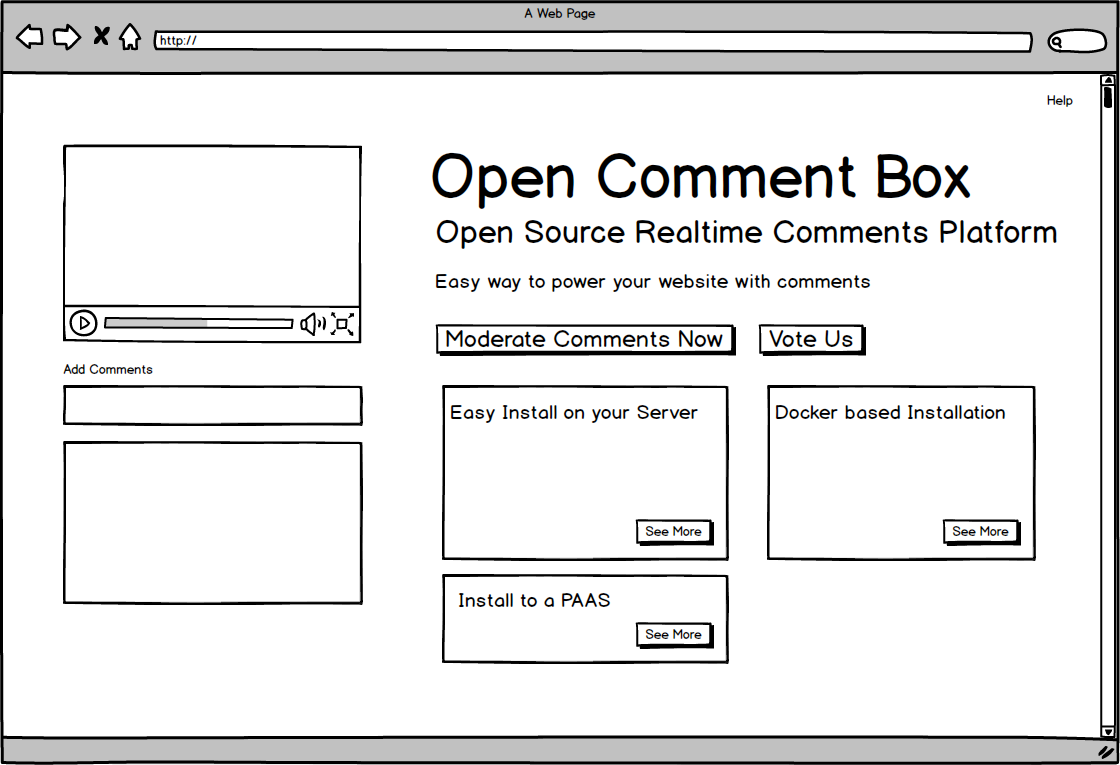 A Web Page
http://
Help
Open Comment Box
Open Source Realtime Comments Platform
Easy way to power your website with comments
Moderate Comments Now
Vote Us
Add Comments
Easy Install on your Server
See More
Docker based Installation
See More
Install to a PAAS
See More